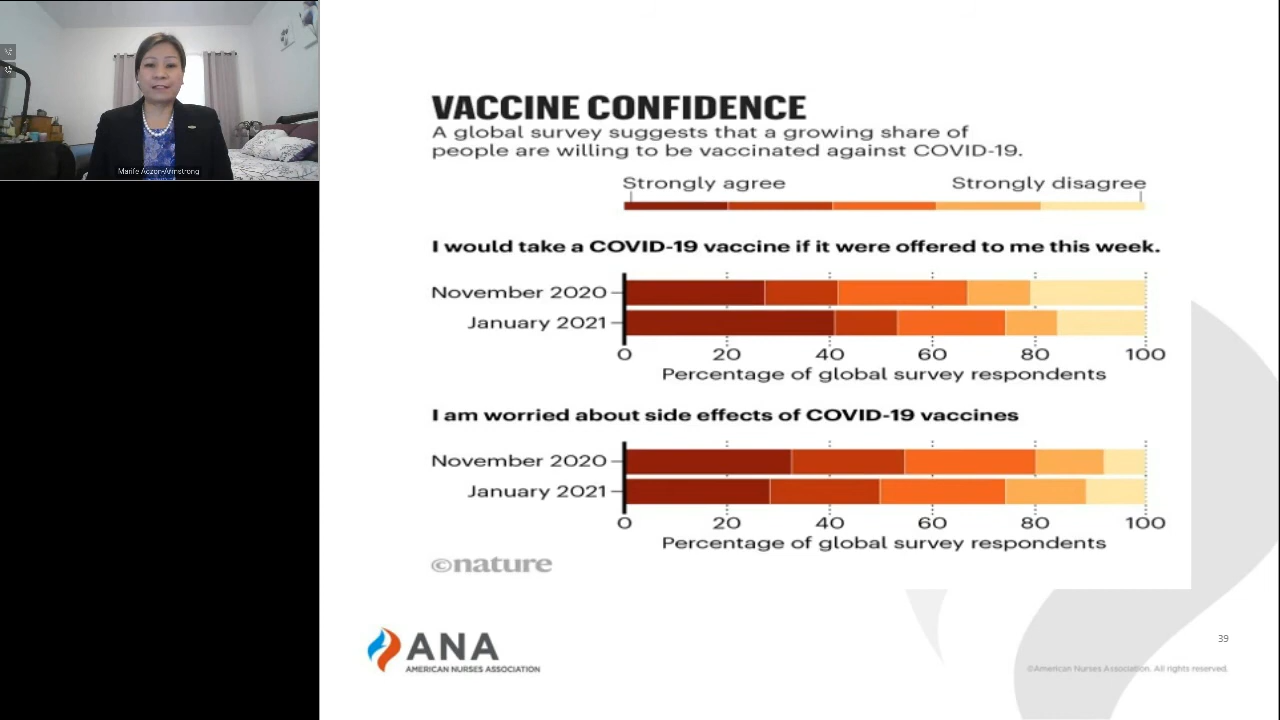 Marife Aczon-Armstrong
VACCINE CONFIDENCE
A global survey suggests that a growing share of
people are willing to be vaccinated against COVID-19.
Strongly agree
Strongly disagree
I would take a COVID-19 vaccine if it were offered to me this week.
November 2020
January 2021
0 20 40 60 80 100
Percentage of global survey respondents
I am worried about side effects of COVID-19 vaccines
November 2020
January 2021
0 20 40 60 80 100
Percentage of global survey respondents
©nature
ANA
AMERICAN NURSES ASSOCIATION
39
©American Nurses Association. All rights reserved.